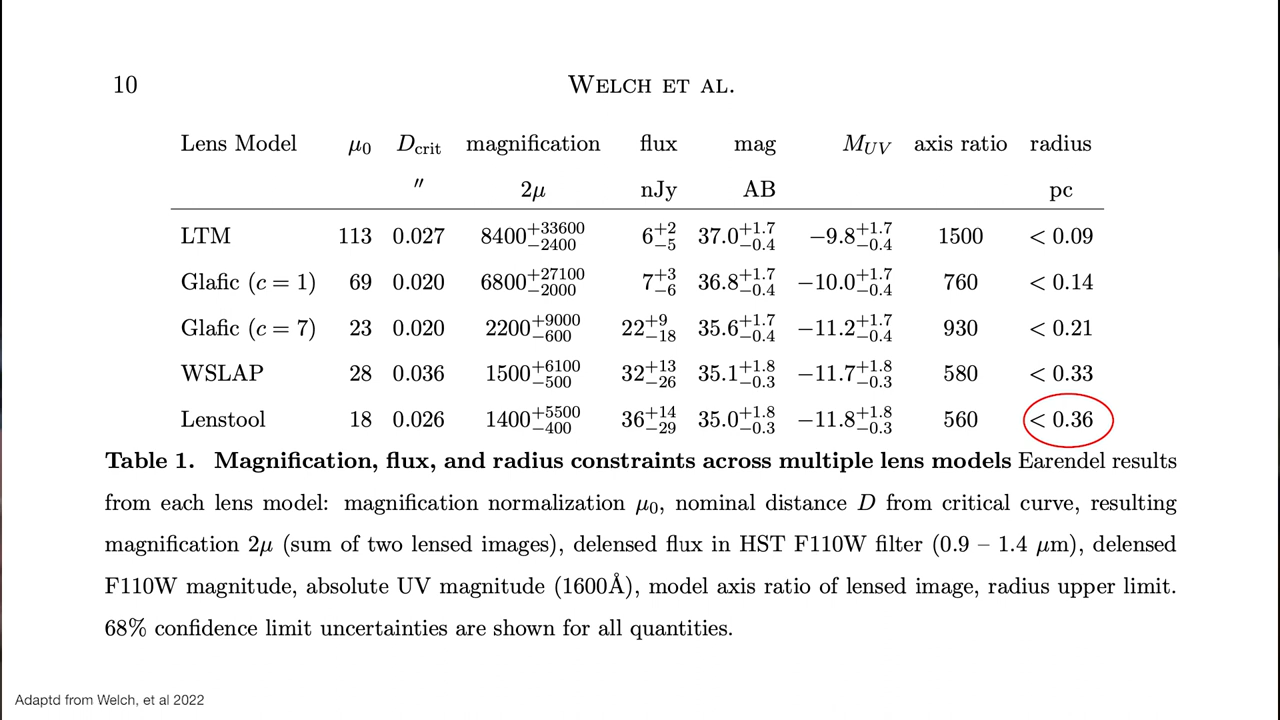 10 WELCH ET AL.
Lens Model μ₀ D_crit magnification flux mag M_UV axis ratio radius
″ 2μ nJy AB pc
LTM 113 0.027 8400+33600−2400 6+2−5 37.0+1.7−0.4 −9.8+1.7−0.4 1500 < 0.09
Glafic (c = 1) 69 0.020 6800+27100−2000 7+3−6 36.8+1.7−0.4 −10.0+1.7−0.4 760 < 0.14
Glafic (c = 7) 23 0.020 2200+9000−600 22+9−18 35.6+1.7−0.4 −11.2+1.7−0.4 930 < 0.21
WSLAP 28 0.036 1500+6100−500 32+13−26 35.1+1.8−0.3 −11.7+1.8−0.3 580 < 0.33
Lenstool 18 0.026 1400+5500−400 36+14−29 35.0+1.8−0.3 −11.8+1.8−0.3 560 < 0.36
Table 1. Magnification, flux, and radius constraints across multiple lens models Earendel results
from each lens model: magnification normalization μ₀, nominal distance D from critical curve, resulting
magnification 2μ (sum of two lensed images), delensed flux in HST F110W filter (0.9 – 1.4 μm), delensed
F110W magnitude, absolute UV magnitude (1600Å), model axis ratio of lensed image, radius upper limit.
68% confidence limit uncertainties are shown for all quantities.
Adaptd from Welch, et al 2022